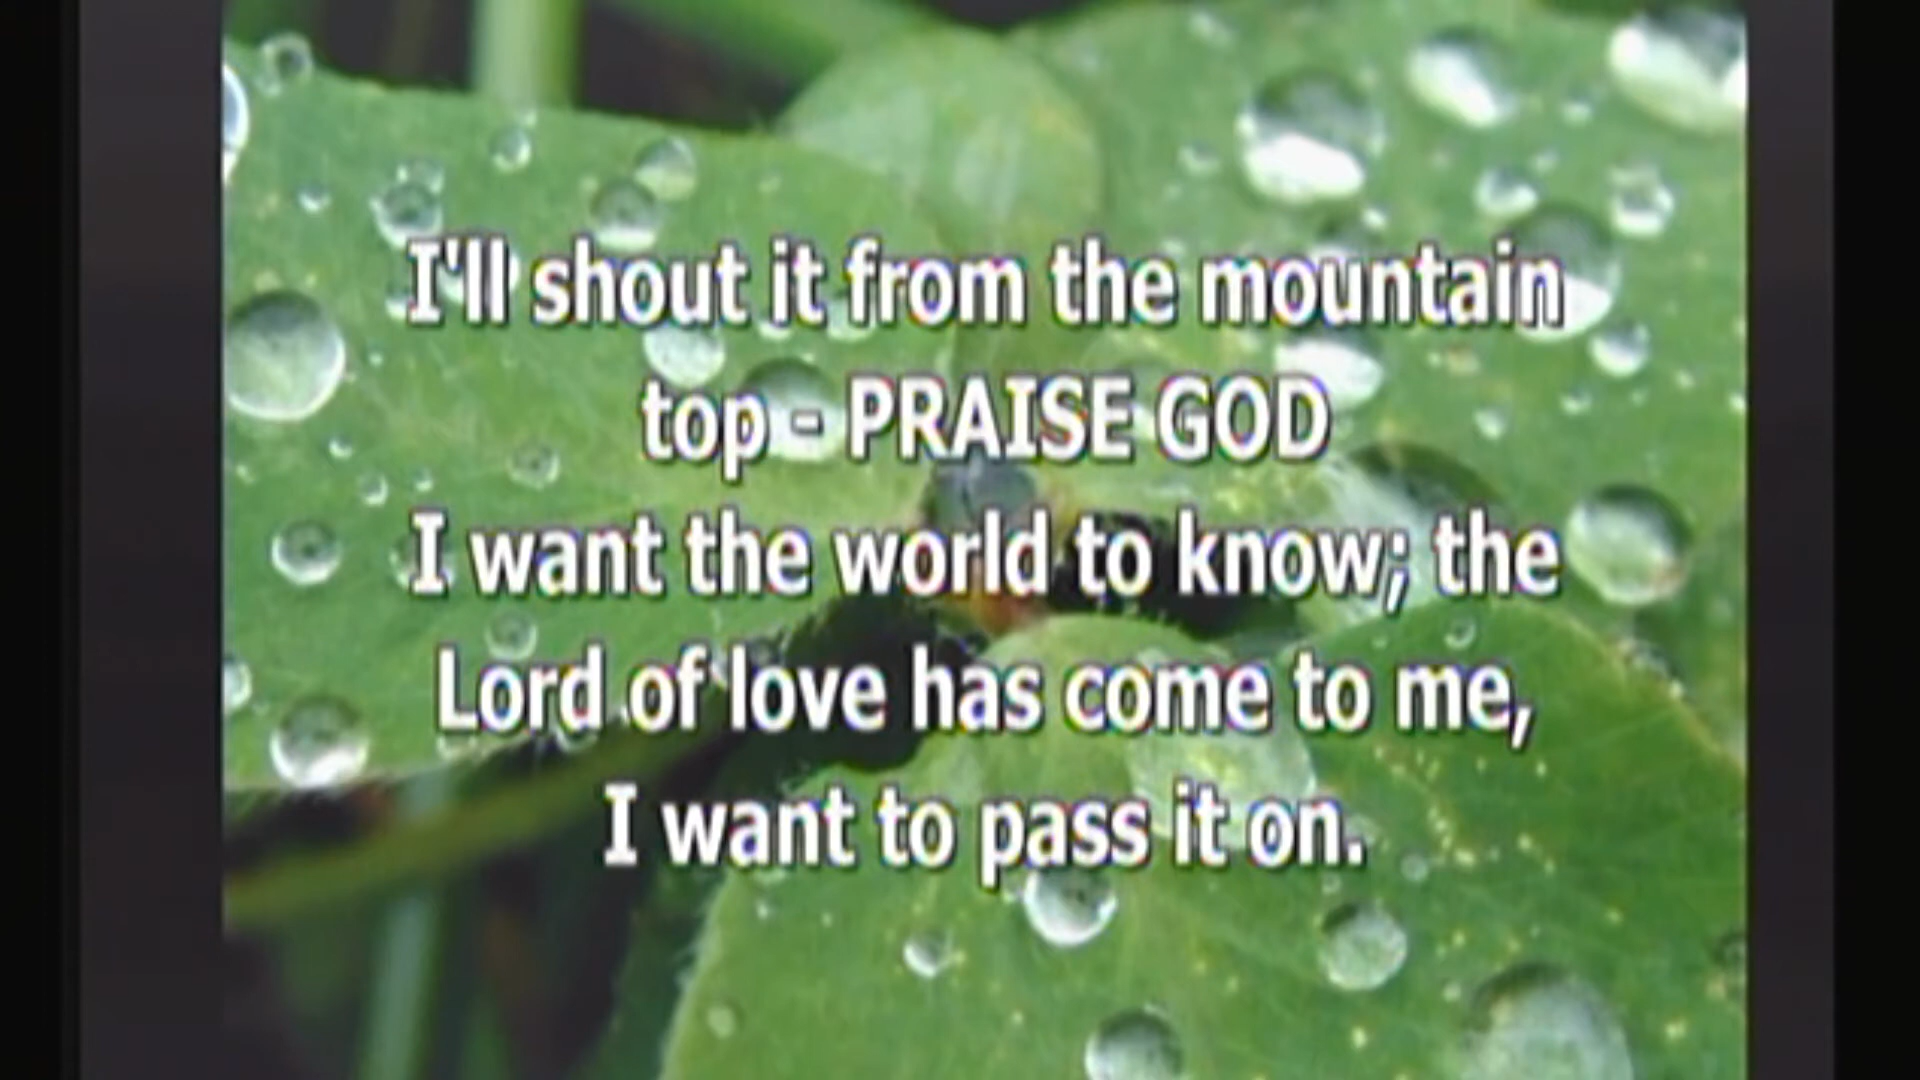 I'll shout it from the mountain
top - PRAISE GOD
I want the world to know; the
Lord of love has come to me,
I want to pass it on.